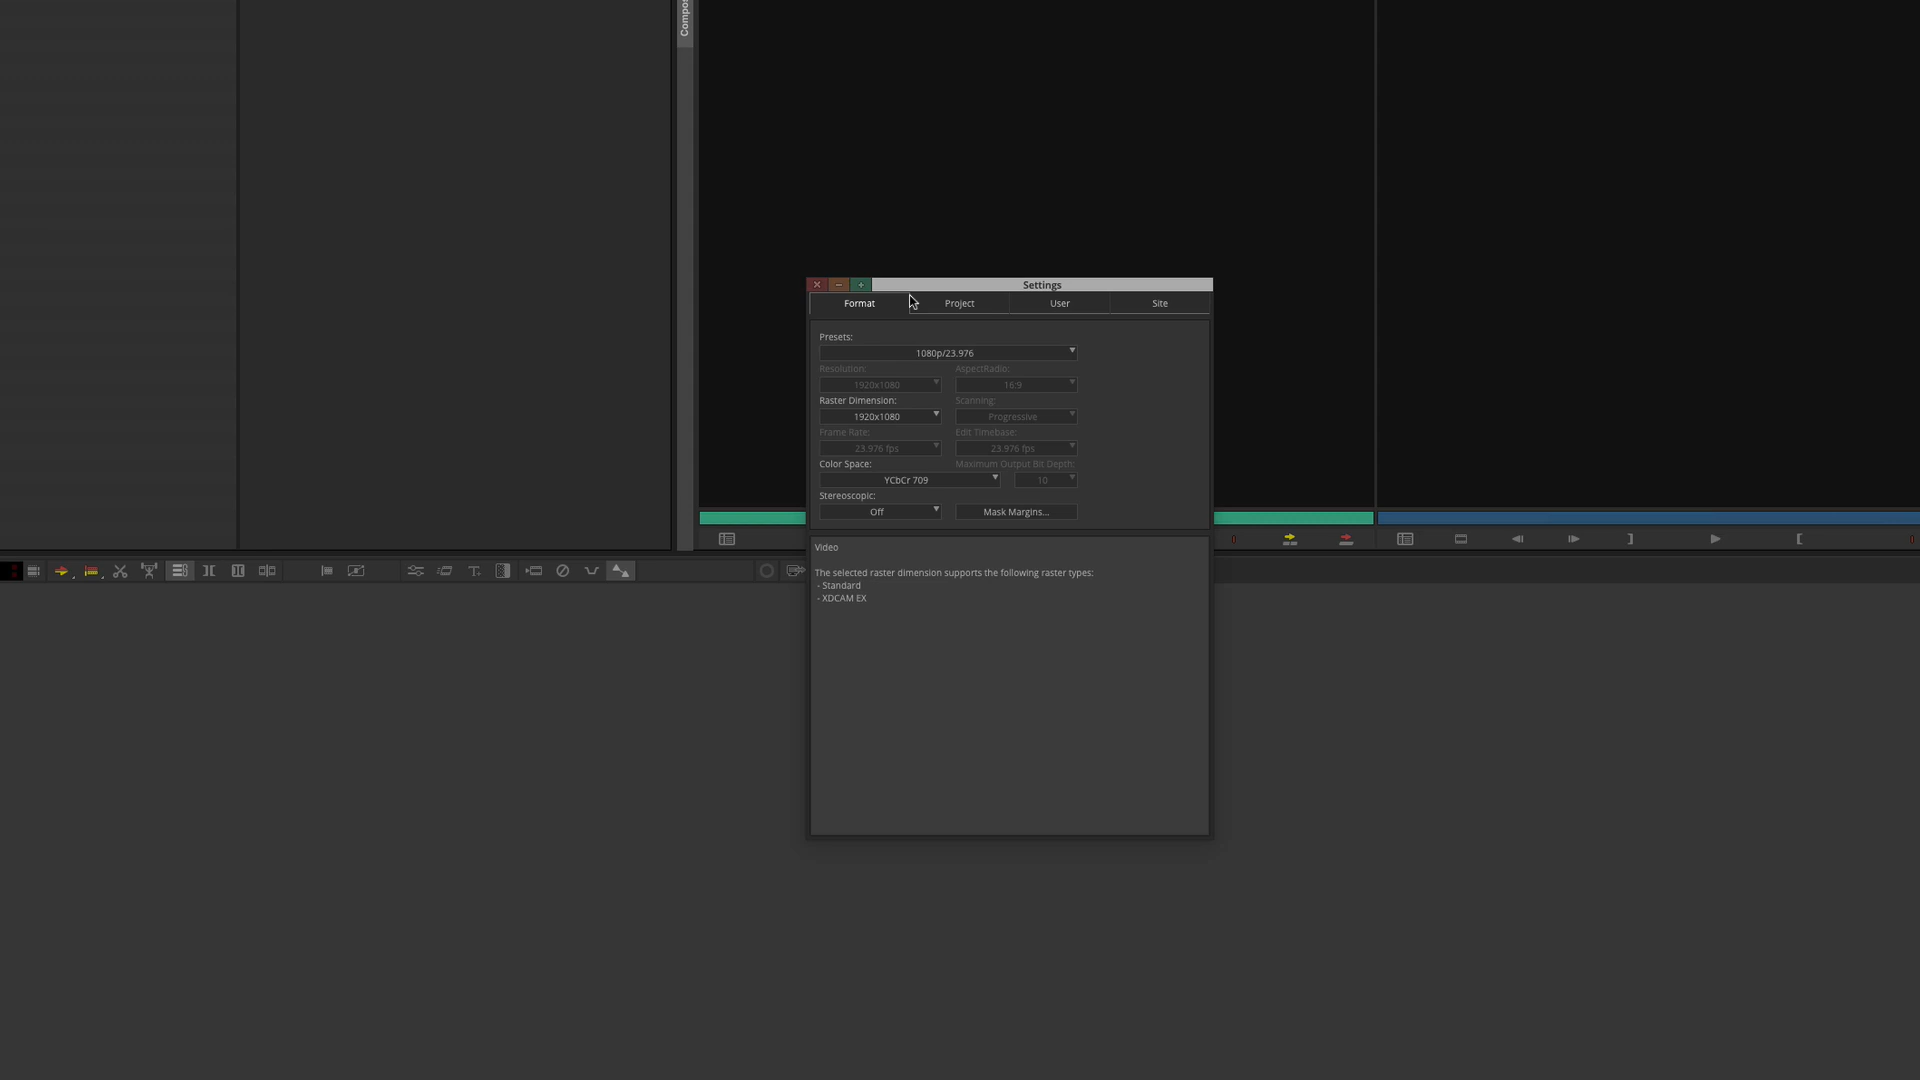 Compos
Settings
Format Project User Site
Presets:
1080p/23.976
Resolution: AspectRadio:
1920x1080 16:9
Raster Dimension: Scanning:
1920x1080 Progressive
Frame Rate: Edit Timebase:
23.976 fps 23.976 fps
Color Space: Maximum Output Bit Depth:
YCbCr 709 10
Stereoscopic:
Off Mask Margins...
Video
The selected raster dimension supports the following raster types:
- Standard
- XDCAM EX